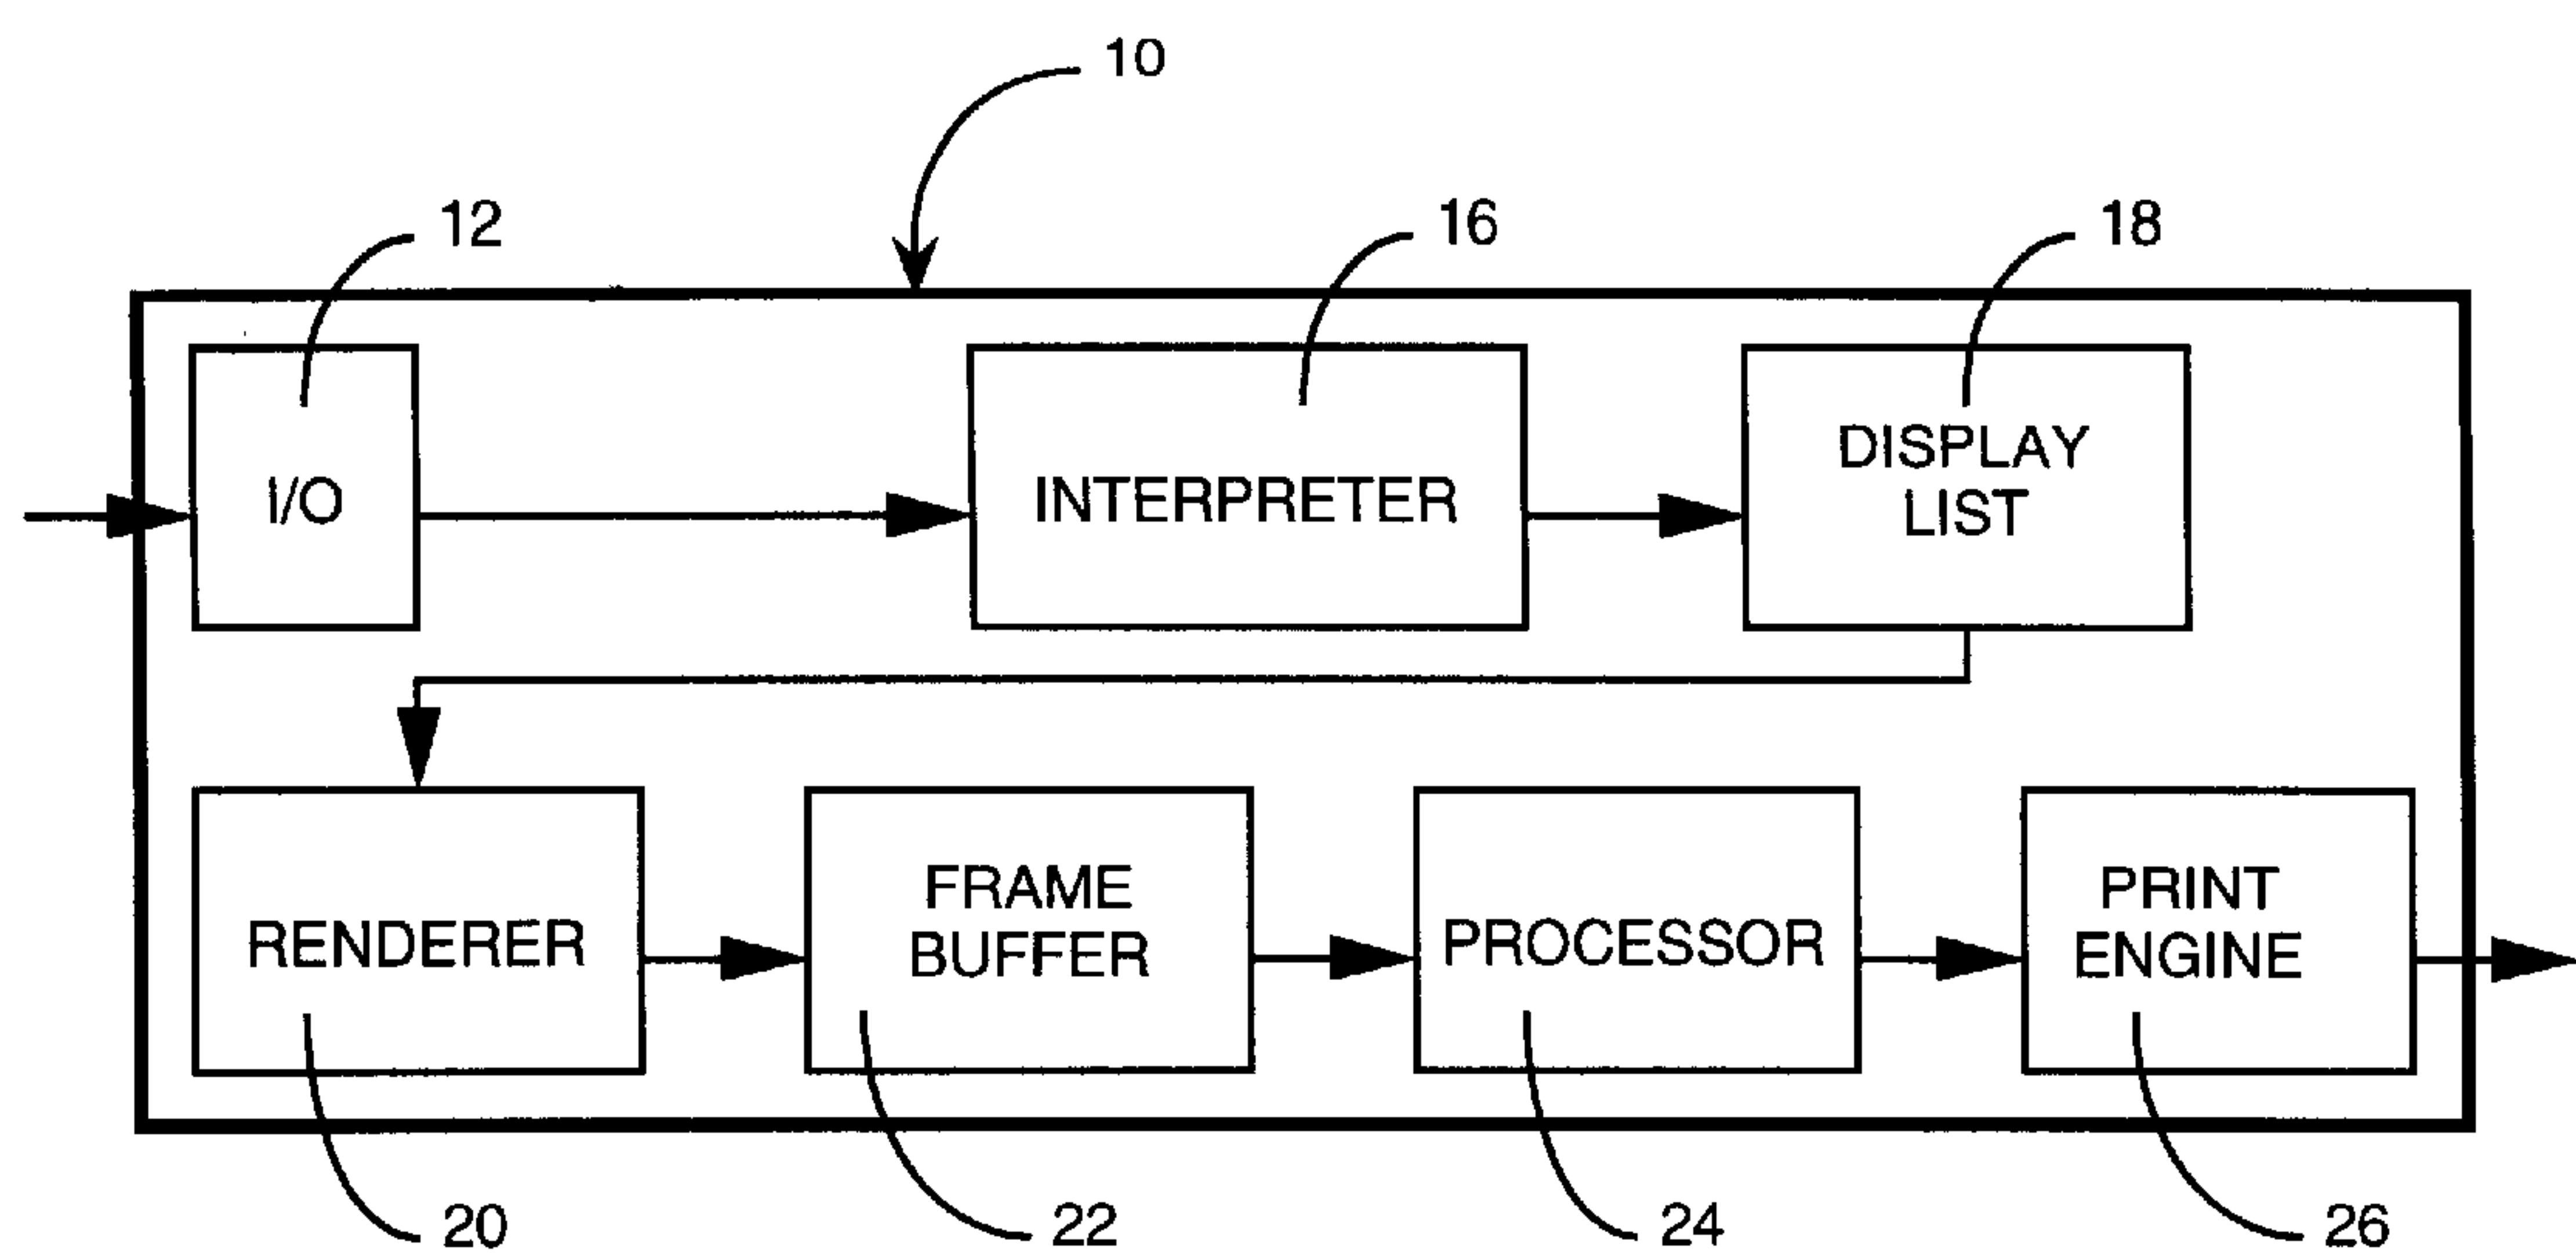 10
12
16
18
I/O
INTERPRETER
DISPLAY
LIST
RENDERER
FRAME
BUFFER
PROCESSOR
PRINT
ENGINE
20
22
24
26